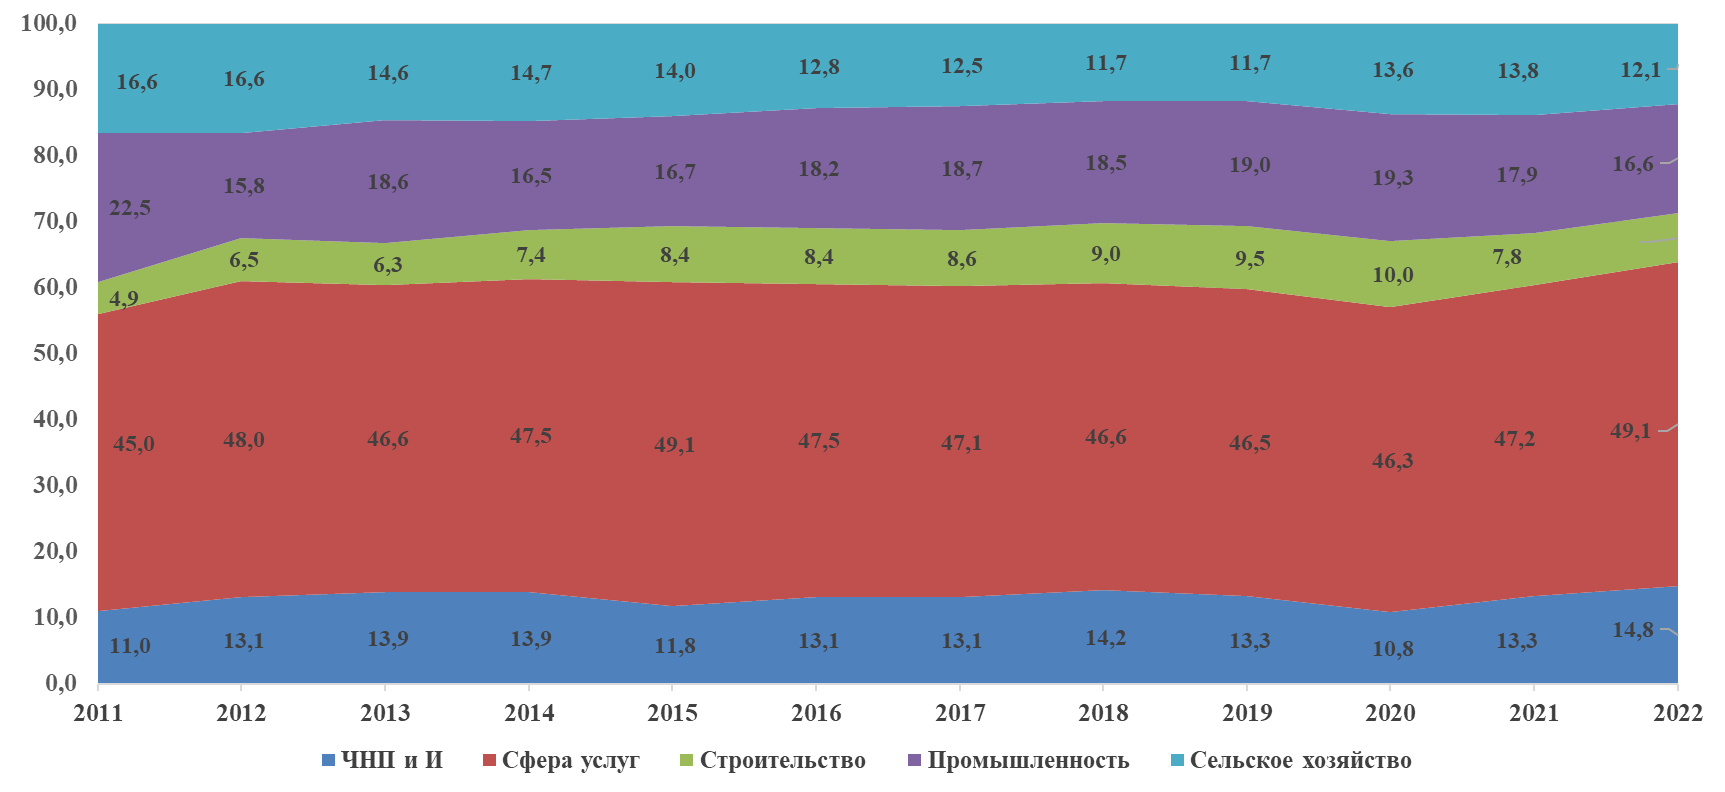 100,0
90,0
80,0
70,0
60,0
50,0
40,0
30,0
20,0
10,0
0,0
16,6 16,6 14,6 14,7 14,0 12,8 12,5 11,7 11,7 13,6 13,8 12,1
22,5 15,8 18,6 16,5 16,7 18,2 18,7 18,5 19,0 19,3 17,9 16,6
4,9 6,5 6,3 7,4 8,4 8,4 8,6 9,0 9,5 10,0 7,8
45,0 48,0 46,6 47,5 49,1 47,5 47,1 46,6 46,5 46,3 47,2 49,1
11,0 13,1 13,9 13,9 11,8 13,1 13,1 14,2 13,3 10,8 13,3 14,8
2011 2012 2013 2014 2015 2016 2017 2018 2019 2020 2021 2022
ЧНП и И Сфера услуг Строительство Промышленность Сельское хозяйство